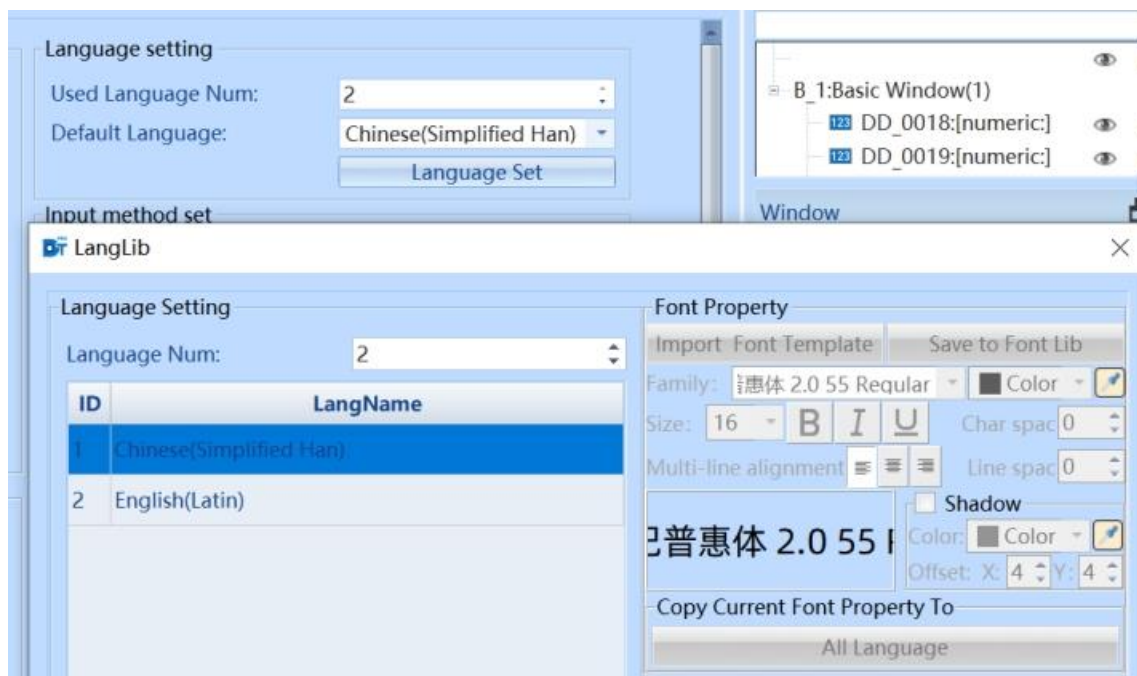 Language setting
Used Language Num: 2
Default Language: Chinese(Simplified Han)
Language Set
Input method set
B_1:Basic Window(1)
123 DD_0018:[numeric:]
123 DD_0019:[numeric:]
Window
DT LangLib
Language Setting
Language Num: 2
ID LangName
1 Chinese(Simplified Han)
2 English(Latin)
Font Property
Import Font Template Save to Font Lib
Family: 惠体 2.0 55 Regular Color
Size: 16 B I U Char spac 0
Multi-line alignment Line spac 0
普惠体 2.0 55
Shadow
Color: Color
Offset: X: 4 Y: 4
Copy Current Font Property To
All Language